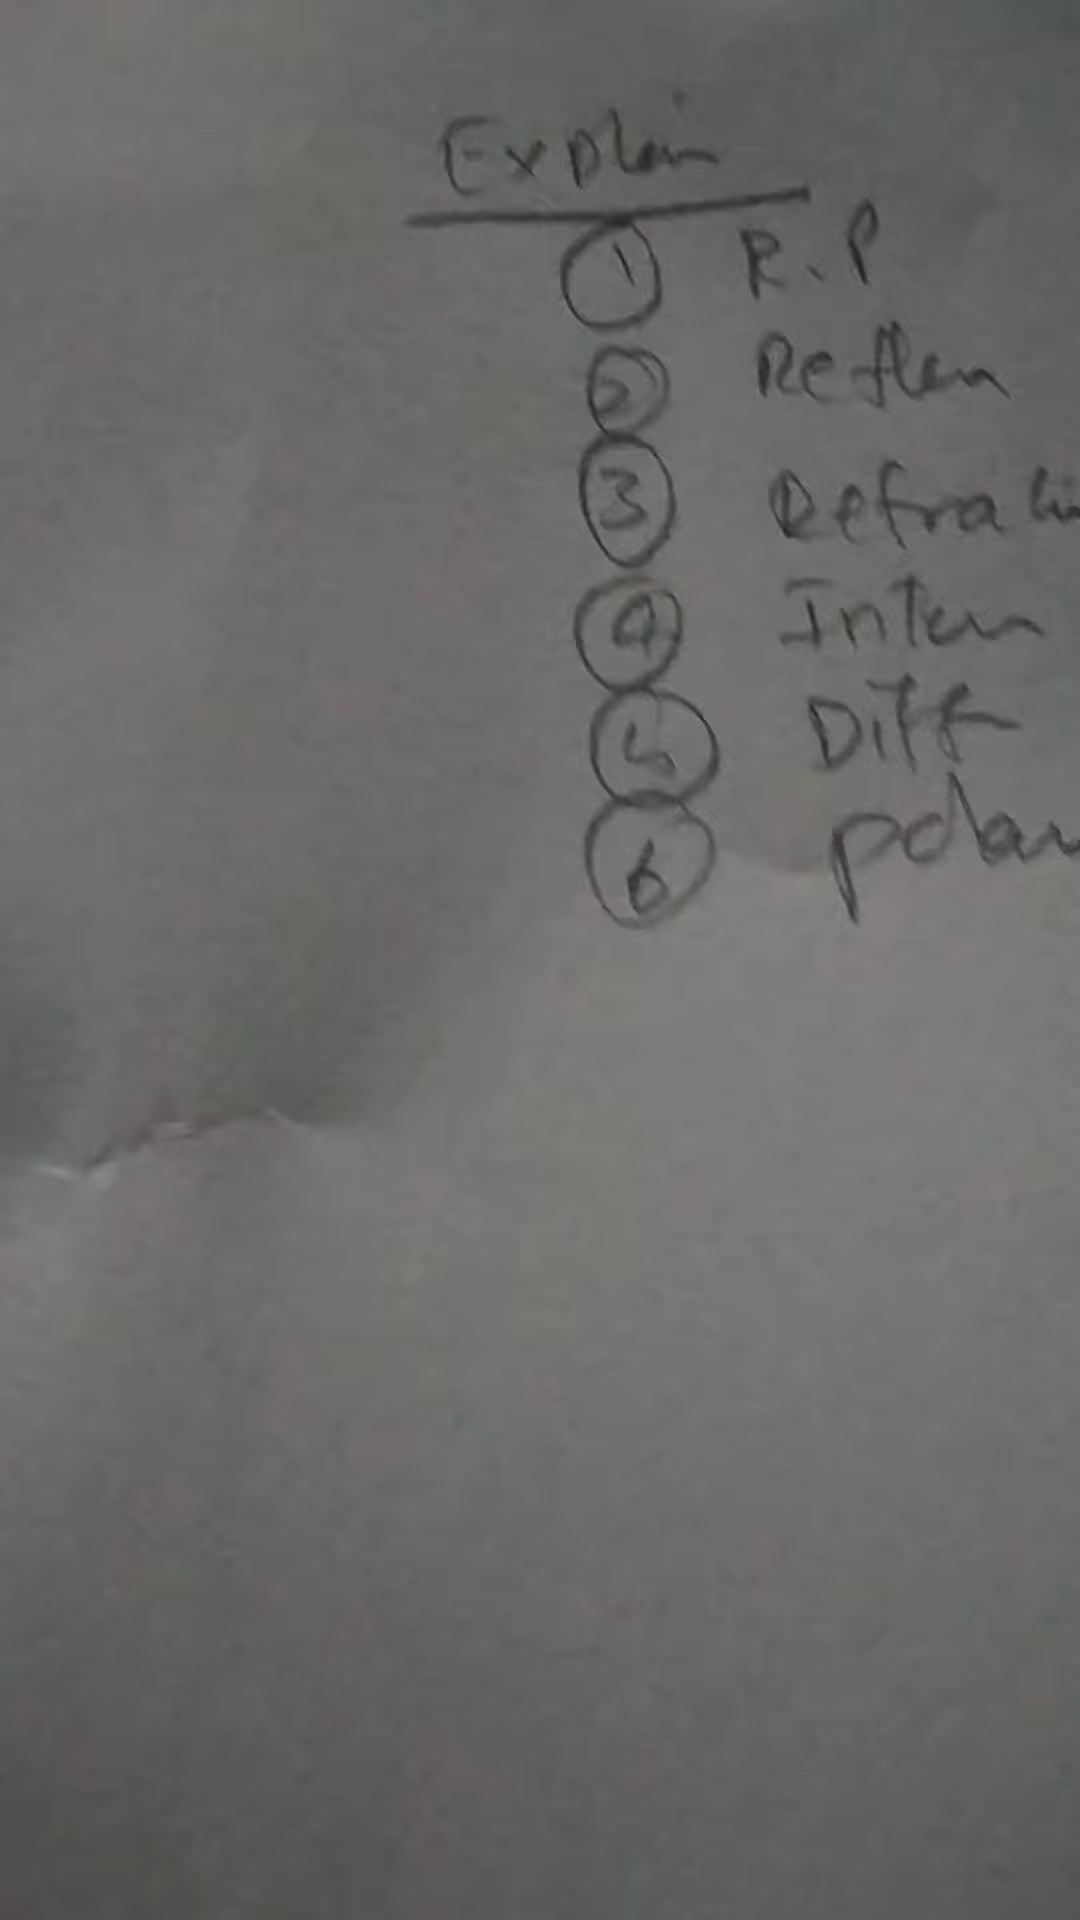 Explain
1 R.P
2 Reflen
3 Refra
4 Inten
5 Diff
6 polar